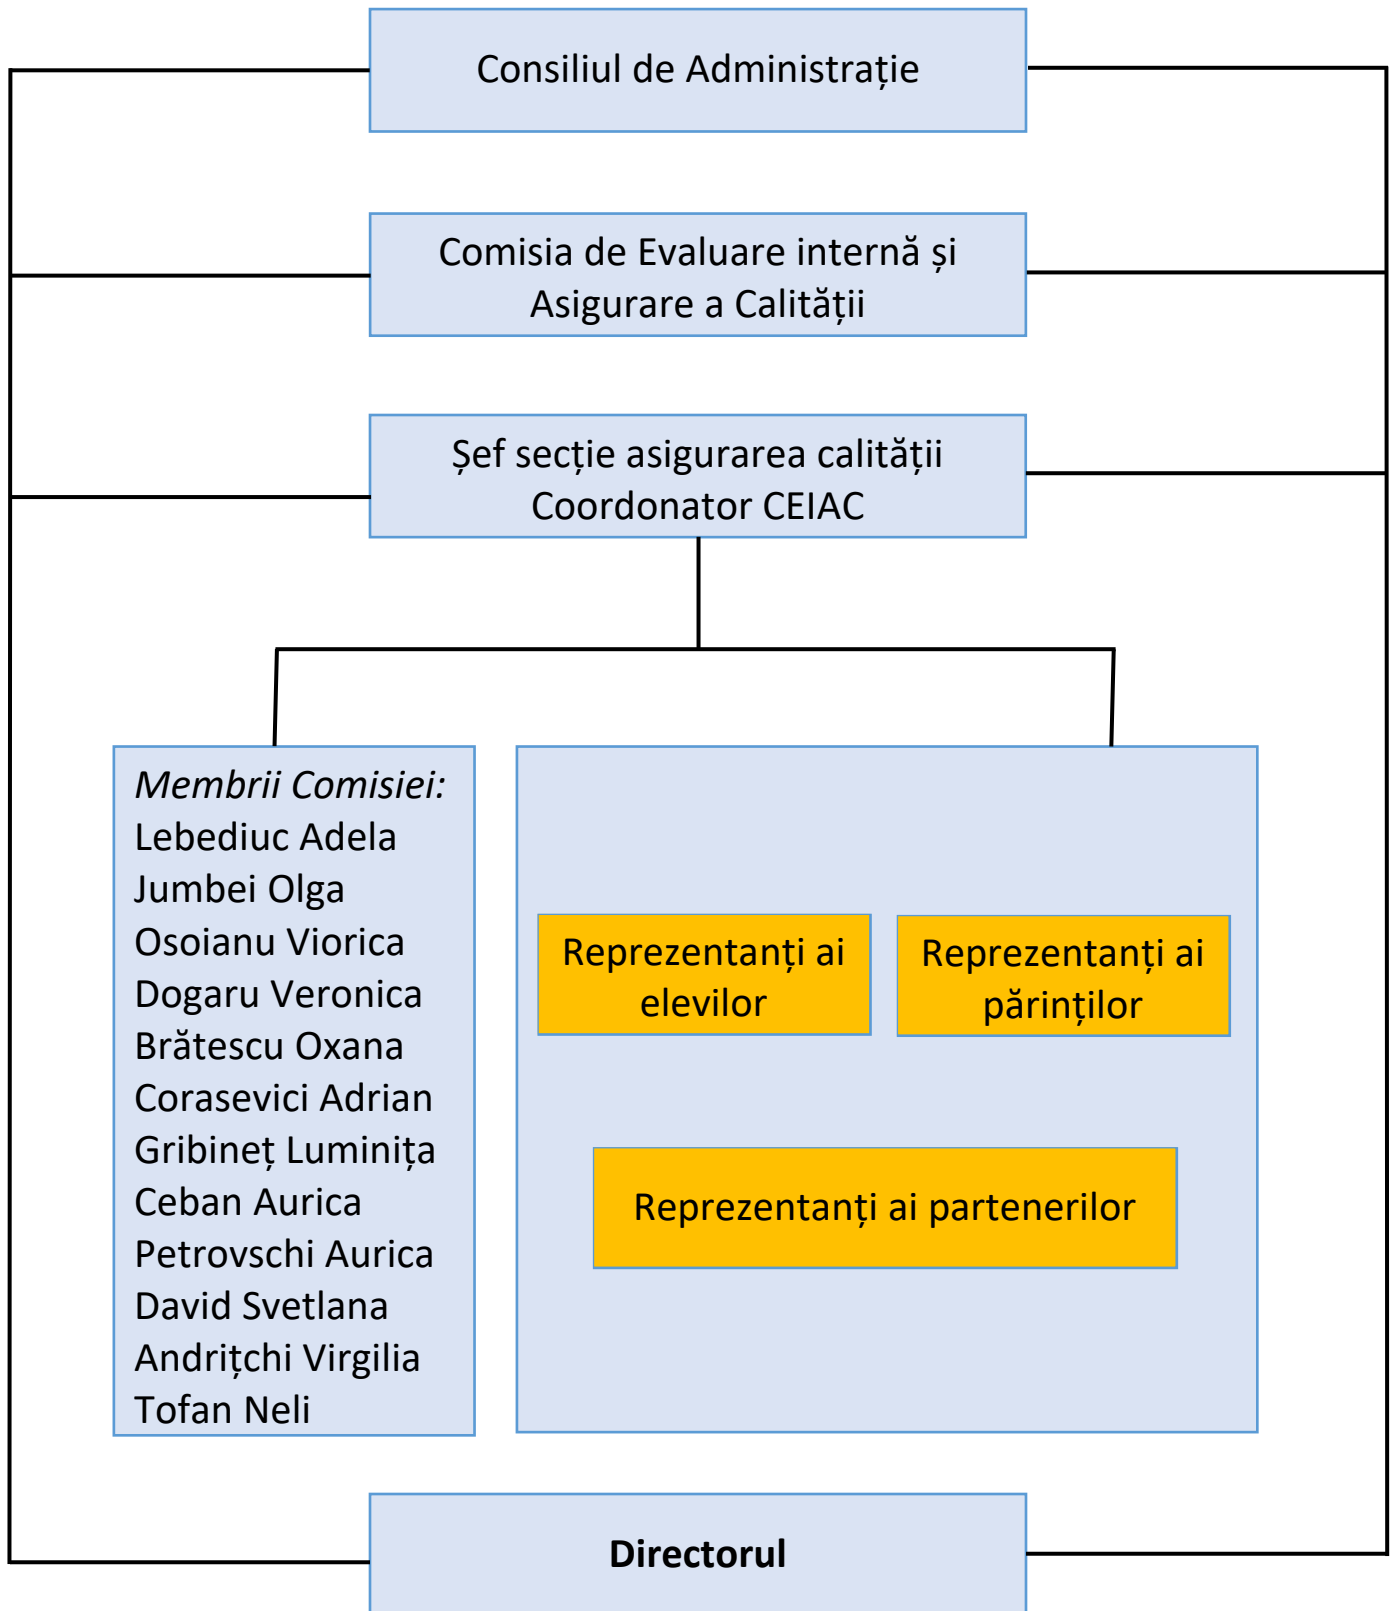 Consiliul de Administrație
Comisia de Evaluare internă și
Asigurare a Calității
Șef secție asigurarea calității
Coordonator CEIAC
Membrii Comisiei:
Lebediuc Adela
Jumbei Olga
Osoianu Viorica
Dogaru Veronica
Brătescu Oxana
Corasevici Adrian
Gribineț Luminița
Ceban Aurica
Petrovschi Aurica
David Svetlana
Andrițchi Virgilia
Tofan Neli
Reprezentanți ai
elevilor
Reprezentanți ai
părinților
Reprezentanți ai partenerilor
Directorul